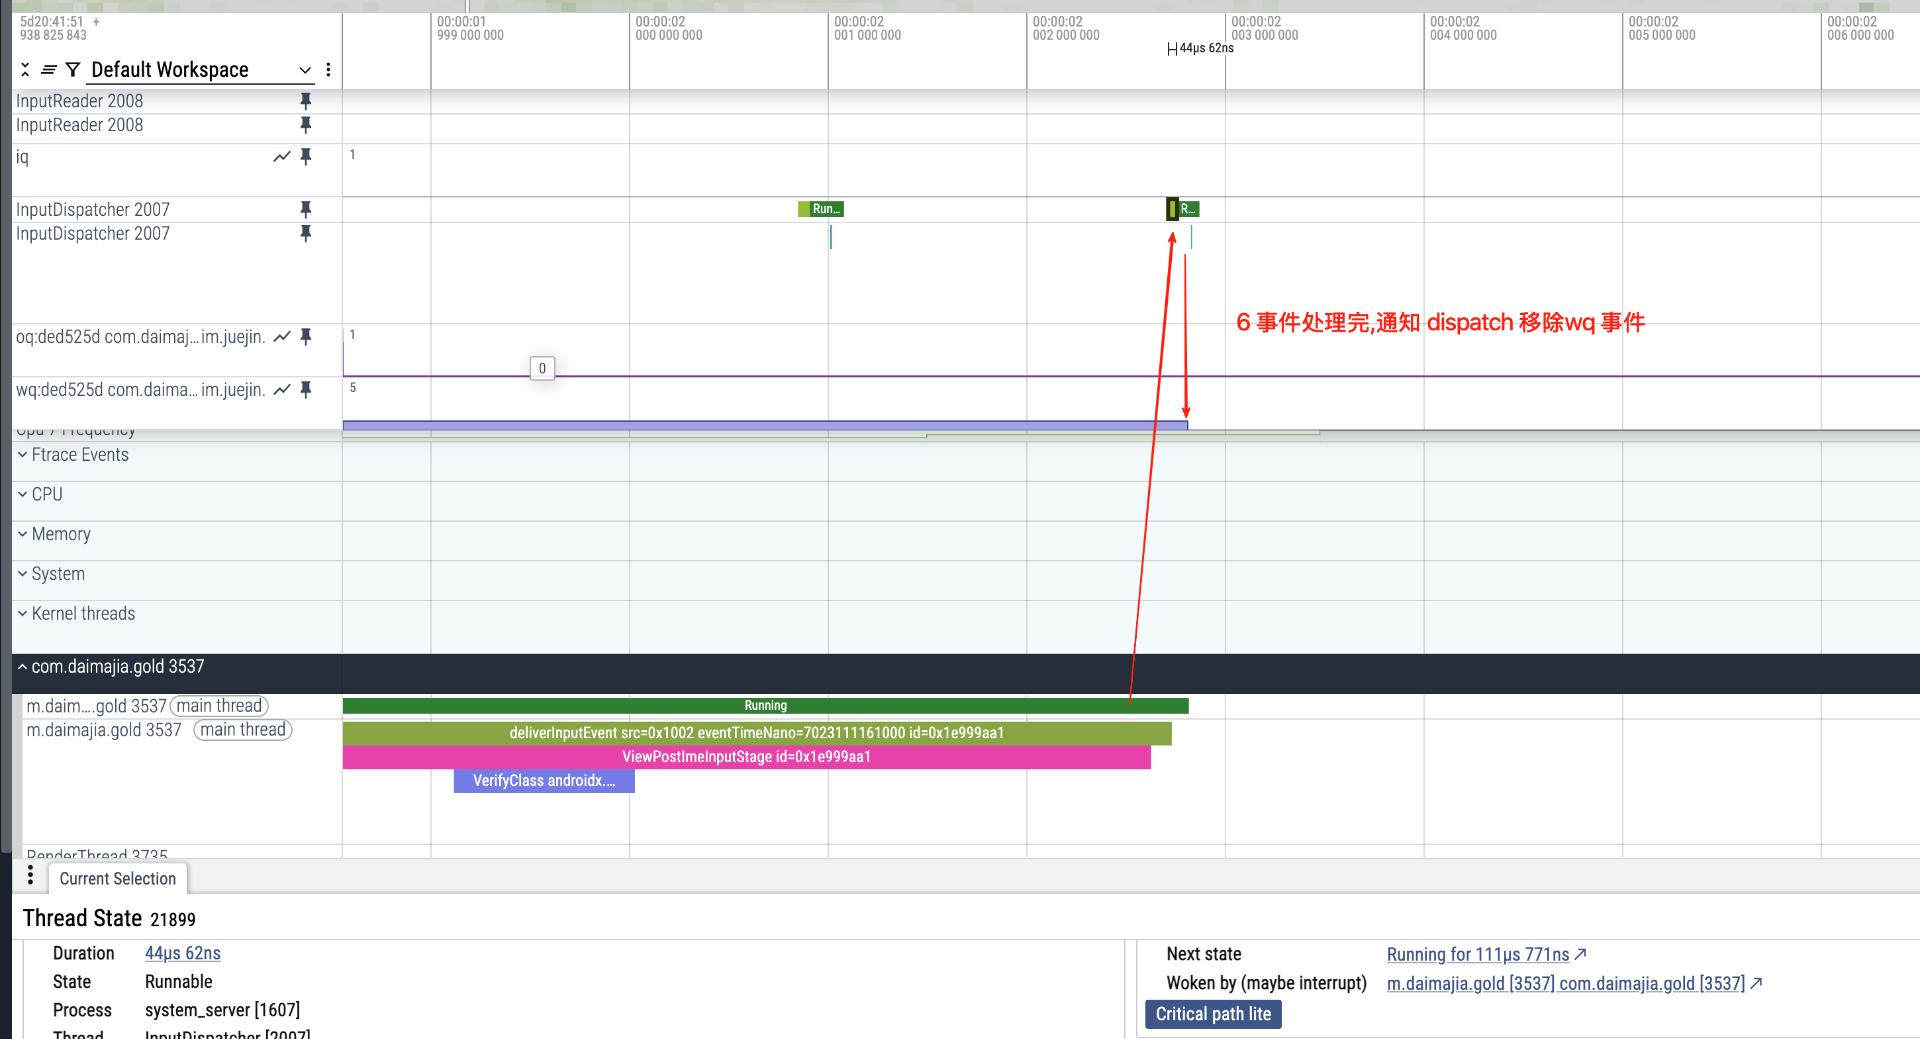 5d20:41:51 +
938 825 843
00:00:01
999 000 000
00:00:02
000 000 000
00:00:02
001 000 000
00:00:02
002 000 000
00:00:02
003 000 000
00:00:02
004 000 000
00:00:02
005 000 000
00:00:02
006 000 000
44µs 62ns
Default Workspace
InputReader 2008
InputReader 2008
iq
1
InputDispatcher 2007
Run...
R...
InputDispatcher 2007
6 事件处理完,通知 dispatch 移除wq 事件
oq:ded525d com.daimaj...im.juejin.
1
0
wq:ded525d com.daima...im.juejin.
5
Cpu 7 Frequency
Ftrace Events
CPU
Memory
System
Kernel threads
com.daimajia.gold 3537
m.daim....gold 3537 main thread
Running
m.daimajia.gold 3537 main thread
deliverInputEvent src=0x1002 eventTimeNano=7023111161000 id=0x1e999aa1
ViewPostImeInputStage id=0x1e999aa1
VerifyClass androidx....
RenderThread 3735
Current Selection
Thread State 21899
Duration 44µs 62ns
State Runnable
Process system_server [1607]
Thread InputDispatcher [2007]
Next state Running for 111µs 771ns
Woken by (maybe interrupt) m.daimajia.gold [3537] com.daimajia.gold [3537]
Critical path lite